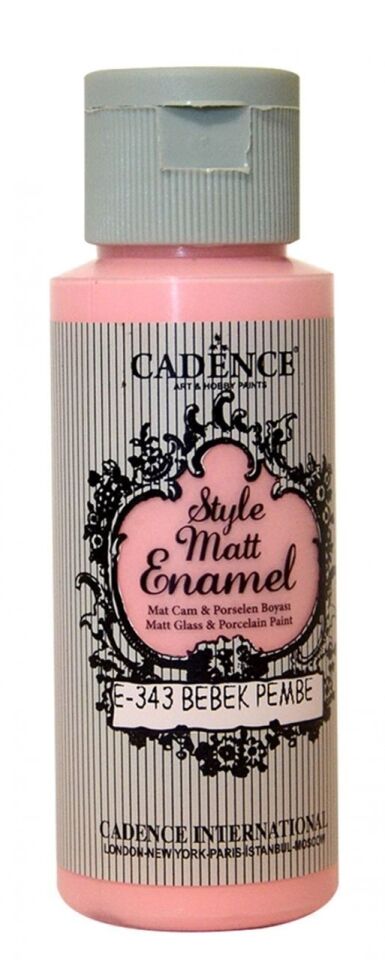 CADENCE
ART & HOBBY PAINTS
Style
Matt
Enamel
Mat Cam & Porselen Boyası
Matt Glass & Porcelain Paint
E-343 BEBEK PEMBE
CADENCE INTERNATIONAL
LONDON-NEW YORK-PARIS-İSTANBUL-MOSCOW